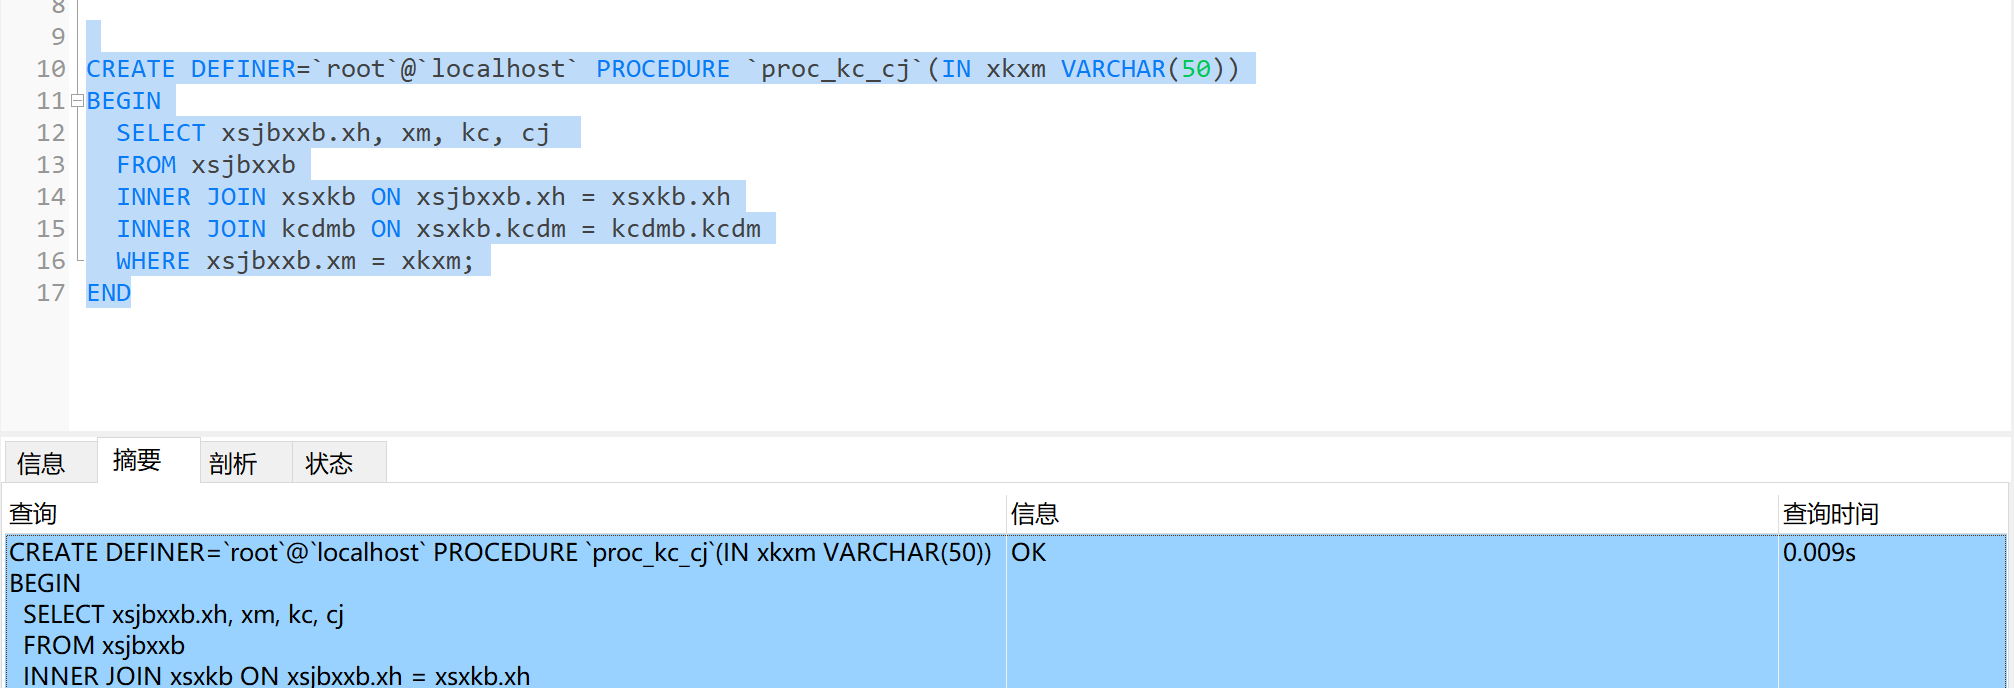 8
9
10 CREATE DEFINER=`root`@`localhost` PROCEDURE `proc_kc_cj`(IN xkxm VARCHAR(50))
11 BEGIN
12   SELECT xsjbxxb.xh, xm, kc, cj
13   FROM xsjbxxb
14   INNER JOIN xsxkb ON xsjbxxb.xh = xsxkb.xh
15   INNER JOIN kcdmb ON xsxkb.kcdm = kcdmb.kcdm
16   WHERE xsjbxxb.xm = xkxm;
17 END
信息 摘要 剖析 状态
查询 信息 查询时间
CREATE DEFINER=`root`@`localhost` PROCEDURE `proc_kc_cj`(IN xkxm VARCHAR(50)) OK 0.009s
BEGIN
  SELECT xsjbxxb.xh, xm, kc, cj
  FROM xsjbxxb
  INNER JOIN xsxkb ON xsjbxxb.xh = xsxkb.xh